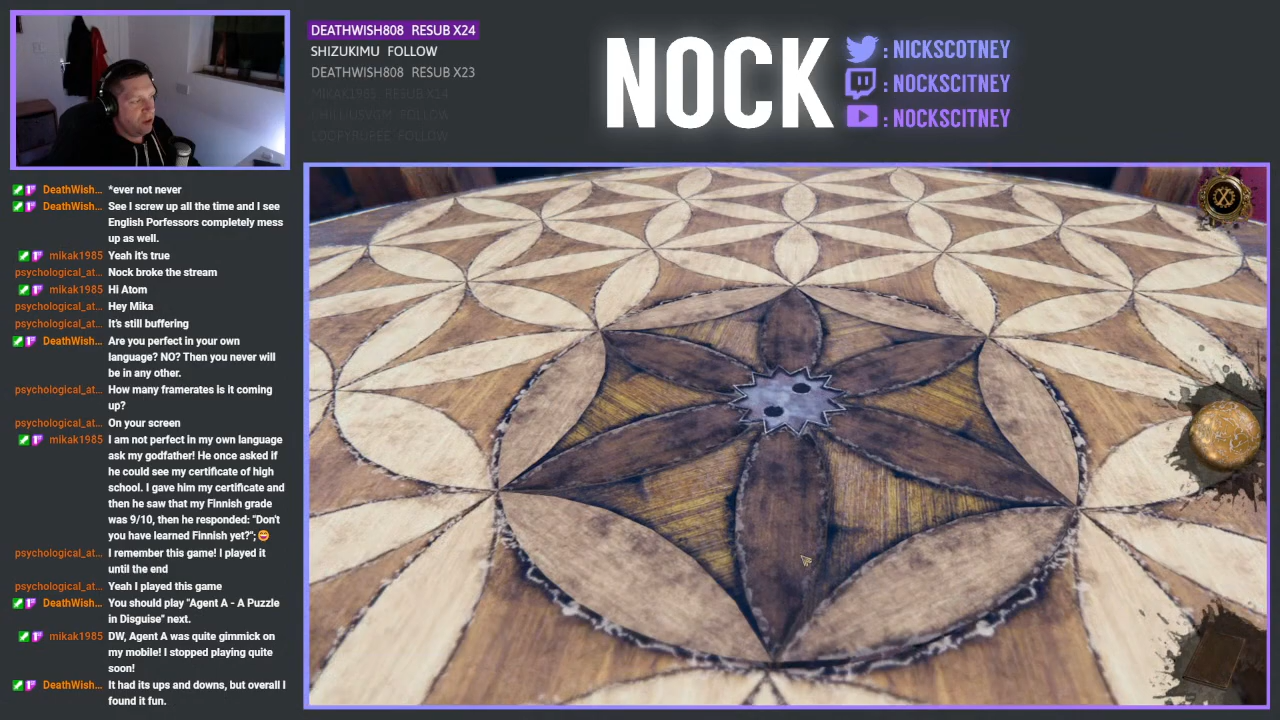 DEATHWISH808 RESUB X24
SHIZUKIMU FOLLOW
DEATHWISH808 RESUB X23
MIKAK1985 RESUB X14
FOLLOW
LOOPYRUPEE FOLLOW
NOCK
: NICKSCOTNEY
: NOCKSCITNEY
: NOCKSCITNEY
DeathWish... *ever not never
DeathWish... See I screw up all the time and I see
English Porfessors completely mess
up as well.
mikak1985 Yeah it's true
psychological_at... Nock broke the stream
mikak1985 Hi Atom
psychological_at... Hey Mika
psychological_at... It's still buffering
DeathWish... Are you perfect in your own
language? NO? Then you never will
be in any other.
psychological_at... How many framerates is it coming
up?
psychological_at... On your screen
mikak1985 I am not perfect in my own language
ask my godfather! He once asked if
he could see my certificate of high
school. I gave him my certificate and
then he saw that my Finnish grade
was 9/10, then he responded: "Don't
you have learned Finnish yet?";
psychological_at... I remember this game! I played it
until the end
psychological_at... Yeah I played this game
DeathWish... You should play "Agent A - A Puzzle
in Disguise" next.
mikak1985 DW, Agent A was quite gimmick on
my mobile! I stopped playing quite
soon!
DeathWish... It had its ups and downs, but overall I
found it fun.